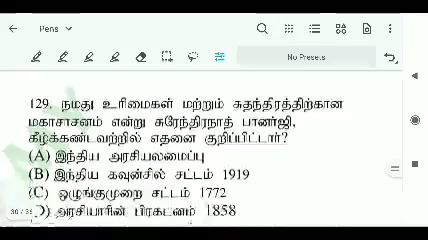 Pens
No Presets
129. நமது உரிமைகள் மற்றும் சுதந்திரத்திற்கான
மகாசாசனம் என்று சுரேந்திரநாத் பானர்ஜி,
கீழ்க்கண்டவற்றில் எதனை குறிப்பிட்டார்?
(A) இந்திய அரசியலமைப்பு
(B) இந்திய கவுன்சில் சட்டம் 1919
(C) ஒழுங்குமுறை சட்டம் 1772
D) அரசியாரின் பிரகடனம் 1858